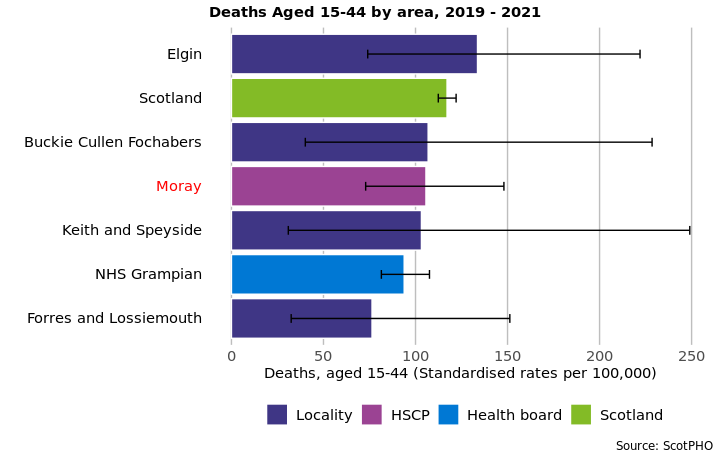 Deaths Aged 15-44 by area, 2019 - 2021
Elgin
Scotland
Buckie Cullen Fochabers
Moray
Keith and Speyside
NHS Grampian
Forres and Lossiemouth
0 50 100 150 200 250
Deaths, aged 15-44 (Standardised rates per 100,000)
Locality HSCP Health board Scotland
Source: ScotPHO